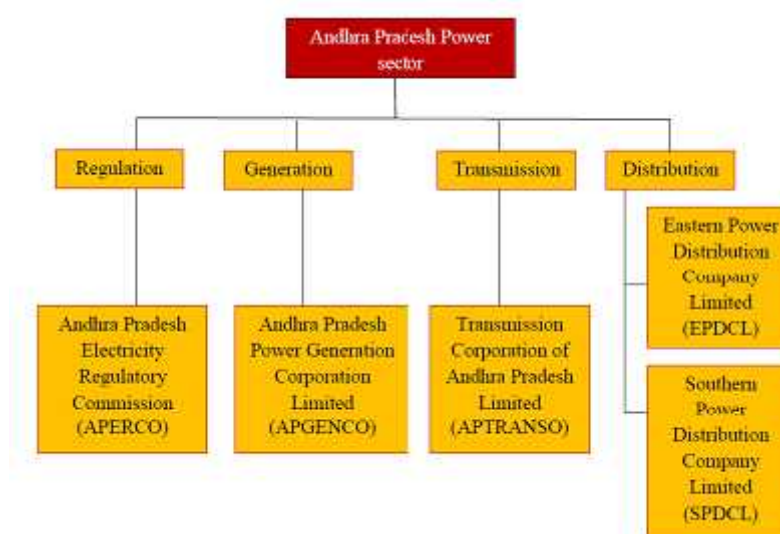 Andhra Pradesh Power
sector
Regulation
Generation
Transmission
Distribution
Andhra Pradesh
Electricity
Regulatory
Commission
(APERCO)
Andhra Pradesh
Power Generation
Corporation
Limited
(APGENCO)
Transmission
Corporation of
Andhra Pradesh
Limited
(APTRANSO)
Eastern Power
Distribution
Company
Limited
(EPDCL)
Southern
Power
Distribution
Company
Limited
(SPDCL)